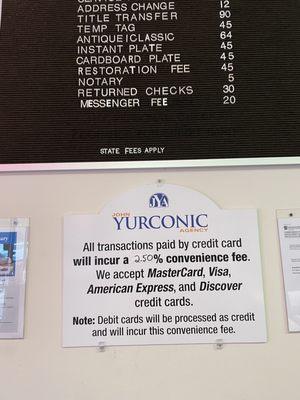 ADDRESS CHANGE 12
TITLE TRANSFER 90
TEMP TAG 45
ANTIQUE/CLASSIC 64
INSTANT PLATE 45
CARDBOARD PLATE 45
RESTORATION FEE 45
NOTARY 5
RETURNED CHECKS 30
MESSENGER FEE 20
STATE FEES APPLY
JYA
JOHN
YURCONIC
AGENCY
All transactions paid by credit card
will incur a 2.50% convenience fee.
We accept MasterCard, Visa,
American Express, and Discover
credit cards.
Note: Debit cards will be processed as credit
and will incur this convenience fee.